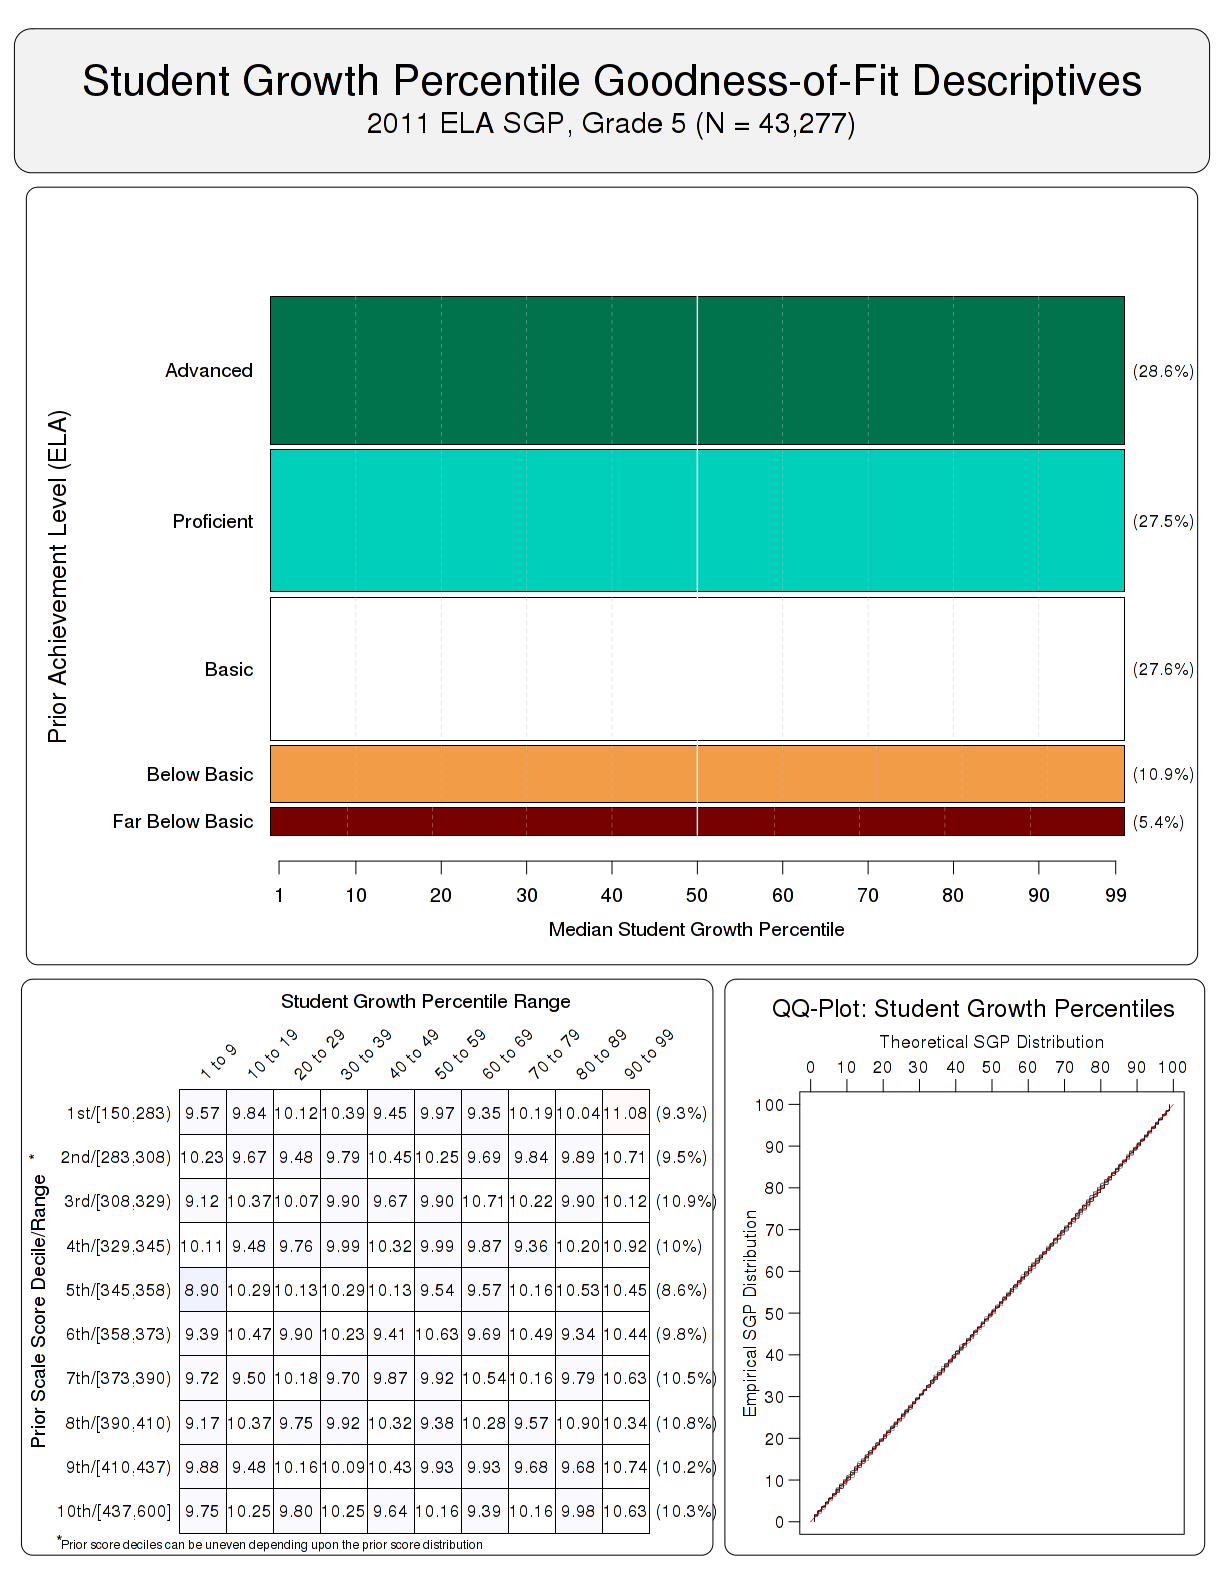 Student Growth Percentile Goodness-of-Fit Descriptives
2011 ELA SGP, Grade 5 (N = 43,277)
Prior Achievement Level (ELA)
Advanced (28.6%)
Proficient (27.5%)
Basic (27.6%)
Below Basic (10.9%)
Far Below Basic (5.4%)
1 10 20 30 40 50 60 70 80 90 99
Median Student Growth Percentile
Student Growth Percentile Range
1 to 9 10 to 19 20 to 29 30 to 39 40 to 49 50 to 59 60 to 69 70 to 79 80 to 89 90 to 99
Prior Scale Score Decile/Range *
1st/[150,283) 9.57 9.84 10.12 10.39 9.45 9.97 9.35 10.19 10.04 11.08 (9.3%)
2nd/[283,308) 10.23 9.67 9.48 9.79 10.45 10.25 9.69 9.84 9.89 10.71 (9.5%)
3rd/[308,329) 9.12 10.37 10.07 9.90 9.67 9.90 10.71 10.22 9.90 10.12 (10.9%)
4th/[329,345) 10.11 9.48 9.76 9.99 10.32 9.99 9.87 9.36 10.20 10.92 (10%)
5th/[345,358) 8.90 10.29 10.13 10.29 10.13 9.54 9.57 10.16 10.53 10.45 (8.6%)
6th/[358,373) 9.39 10.47 9.90 10.23 9.41 10.63 9.69 10.49 9.34 10.44 (9.8%)
7th/[373,390) 9.72 9.50 10.18 9.70 9.87 9.92 10.54 10.16 9.79 10.63 (10.5%)
8th/[390,410) 9.17 10.37 9.75 9.92 10.32 9.38 10.28 9.57 10.90 10.34 (10.8%)
9th/[410,437) 9.88 9.48 10.16 10.09 10.43 9.93 9.93 9.68 9.68 10.74 (10.2%)
10th/[437,600] 9.75 10.25 9.80 10.25 9.64 10.16 9.39 10.16 9.98 10.63 (10.3%)
*Prior score deciles can be uneven depending upon the prior score distribution
QQ-Plot: Student Growth Percentiles
Theoretical SGP Distribution
0 10 20 30 40 50 60 70 80 90 100
Empirical SGP Distribution
100
90
80
70
60
50
40
30
20
10
0